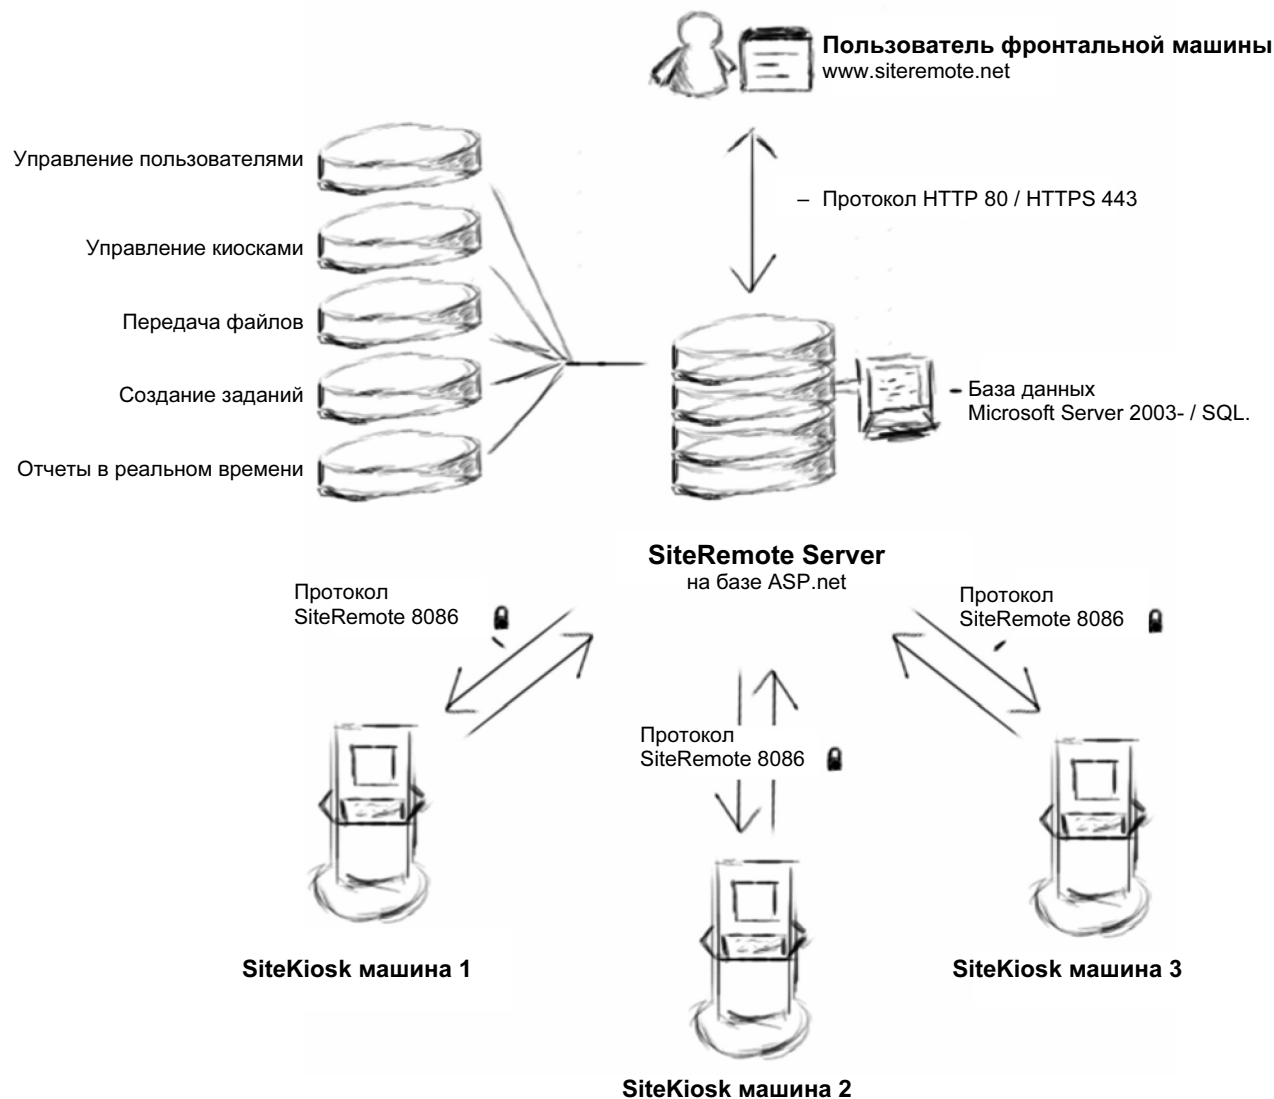 Пользователь фронтальной машины
www.siteremote.net
Управление пользователями
– Протокол HTTP 80 / HTTPS 443
Управление киосками
Передача файлов
Создание заданий
- База данных
Microsoft Server 2003- / SQL.
Отчеты в реальном времени
SiteRemote Server
на базе ASP.net
Протокол
SiteRemote 8086
Протокол
SiteRemote 8086
Протокол
SiteRemote 8086
SiteKiosk машина 1
SiteKiosk машина 3
SiteKiosk машина 2